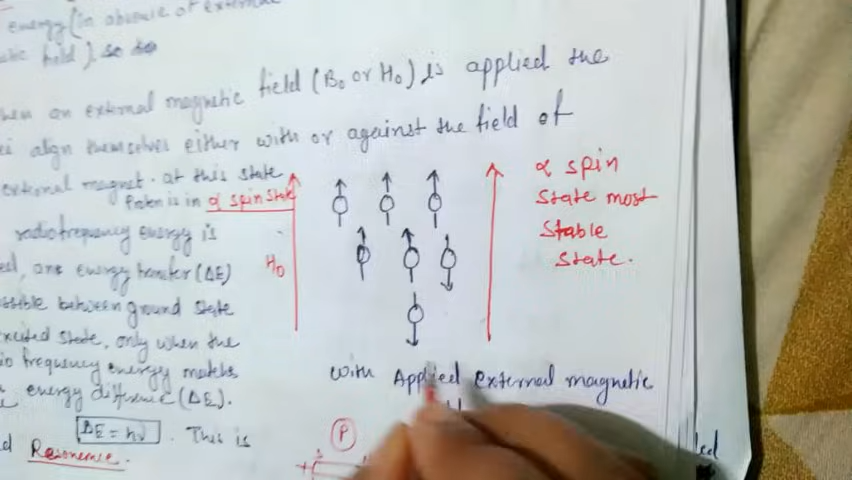 energy (in absence of external
field), so
when an external magnetic field (B₀ or H₀) is applied the
align themselves either with or against the field of
external magnet. at this state
Proton is in α spin state
radiofrequency energy is
one energy transfer (ΔE)
possible between ground state
excited state, only when the
frequency energy matches
energy difference (ΔE).
ΔE = hν . This is
Resonance.
H₀
α spin
State most
Stable
State.
with Applied external magnetic
P